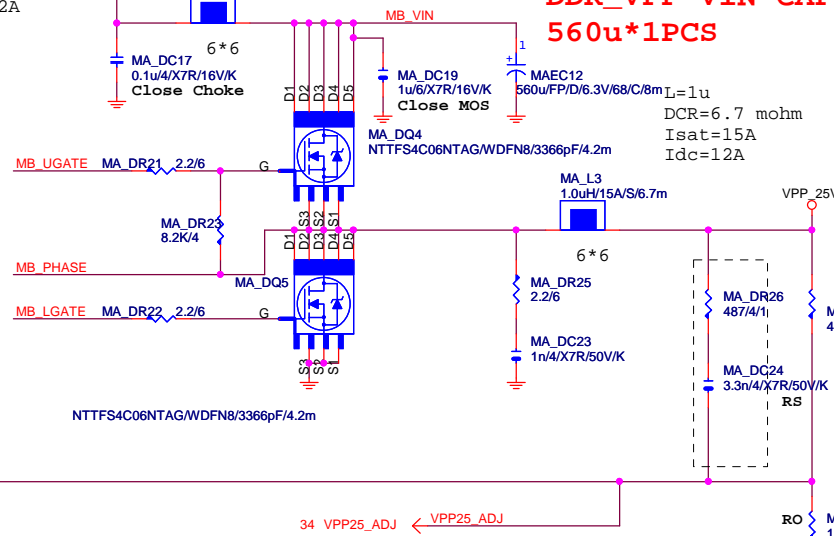 2A
DDR_VPP VIN CAP
560u*1PCS
MB_VIN
6*6
MA_DC17
0.1u/4/X7R/16V/K
Close Choke
MA_DC19
1u/6/X7R/16V/K
Close MOS
1
+
MAEC12
560u/FP/D/6.3V/68/C/8m
L=1u
DCR=6.7 mohm
Isat=15A
Idc=12A
D1
D2
D3
D4
D5
MA_DQ4
NTTFS4C06NTAG/WDFN8/3366pF/4.2m
MB_UGATE
MA_DR21
2.2/6
G
S3
S2
S1
MA_L3
1.0uH/15A/S/6.7m
6*6
VPP_25V
MA_DR23
8.2K/4
D1
D2
D3
D4
D5
MB_PHASE
MA_DQ5
MB_LGATE
MA_DR22
2.2/6
G
S3
S2
S1
MA_DR25
2.2/6
MA_DC23
1n/4/X7R/50V/K
MA_DR26
487/4/1
M
4
MA_DC24
3.3n/4/X7R/50V/K
RS
NTTFS4C06NTAG/WDFN8/3366pF/4.2m
34 VPP25_ADJ
VPP25_ADJ
RO
M
1